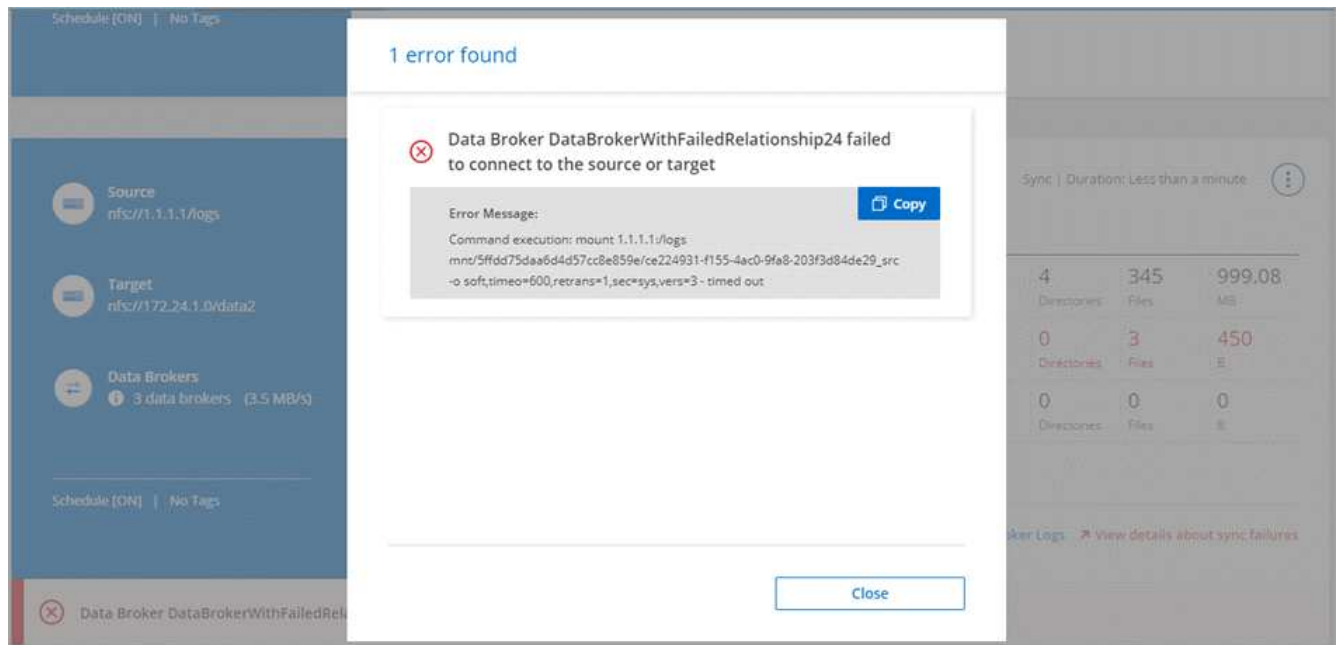 Schedule [ON] | No Tags
1 error found
Data Broker DataBrokerWithFailedRelationship24 failed
to connect to the source or target
Copy
Error Message:
Command execution: mount 1.1.1.1:/logs
mnt/5ffdd75daa6d4d57cc8e859e/ce224931-f155-4ac0-9fa8-203f3d84de29_src
-o soft,timeo=600,retrans=1,sec=sys,vers=3 - timed out
Source
nfs://1.1.1.1/logs
Target
nfs://172.24.1.0/data2
Data Brokers
3 data brokers (3.5 MB/s)
Schedule [ON] | No Tags
Sync | Duration: Less than a minute
4 345 999.08
Directories Files MB
0 3 450
Directories Files B
0 0 0
Directories Files B
oker Logs View details about sync failures
Close
Data Broker DataBrokerWithFailedRela